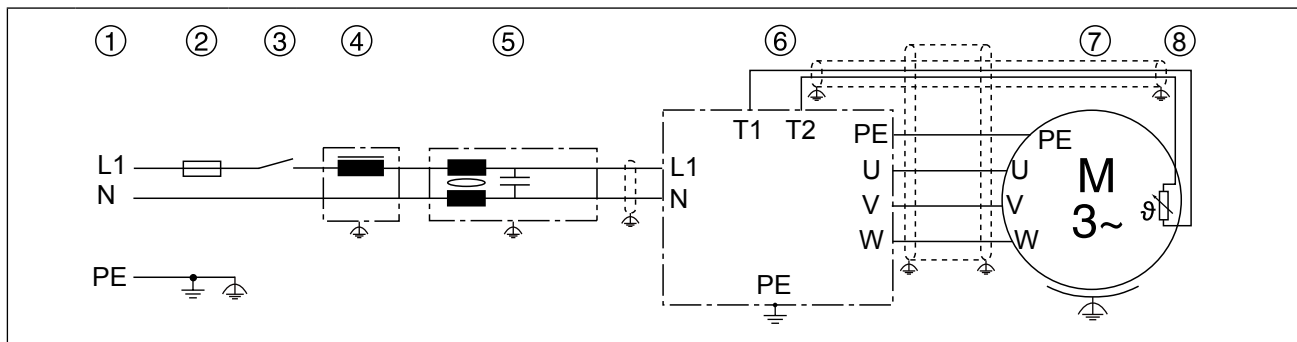 ① ② ③ ④ ⑤ ⑥ ⑦ ⑧
T1 T2
PE PE
L1 L1
N N
U U
V V
W W
M
3~
ϑ
PE PE